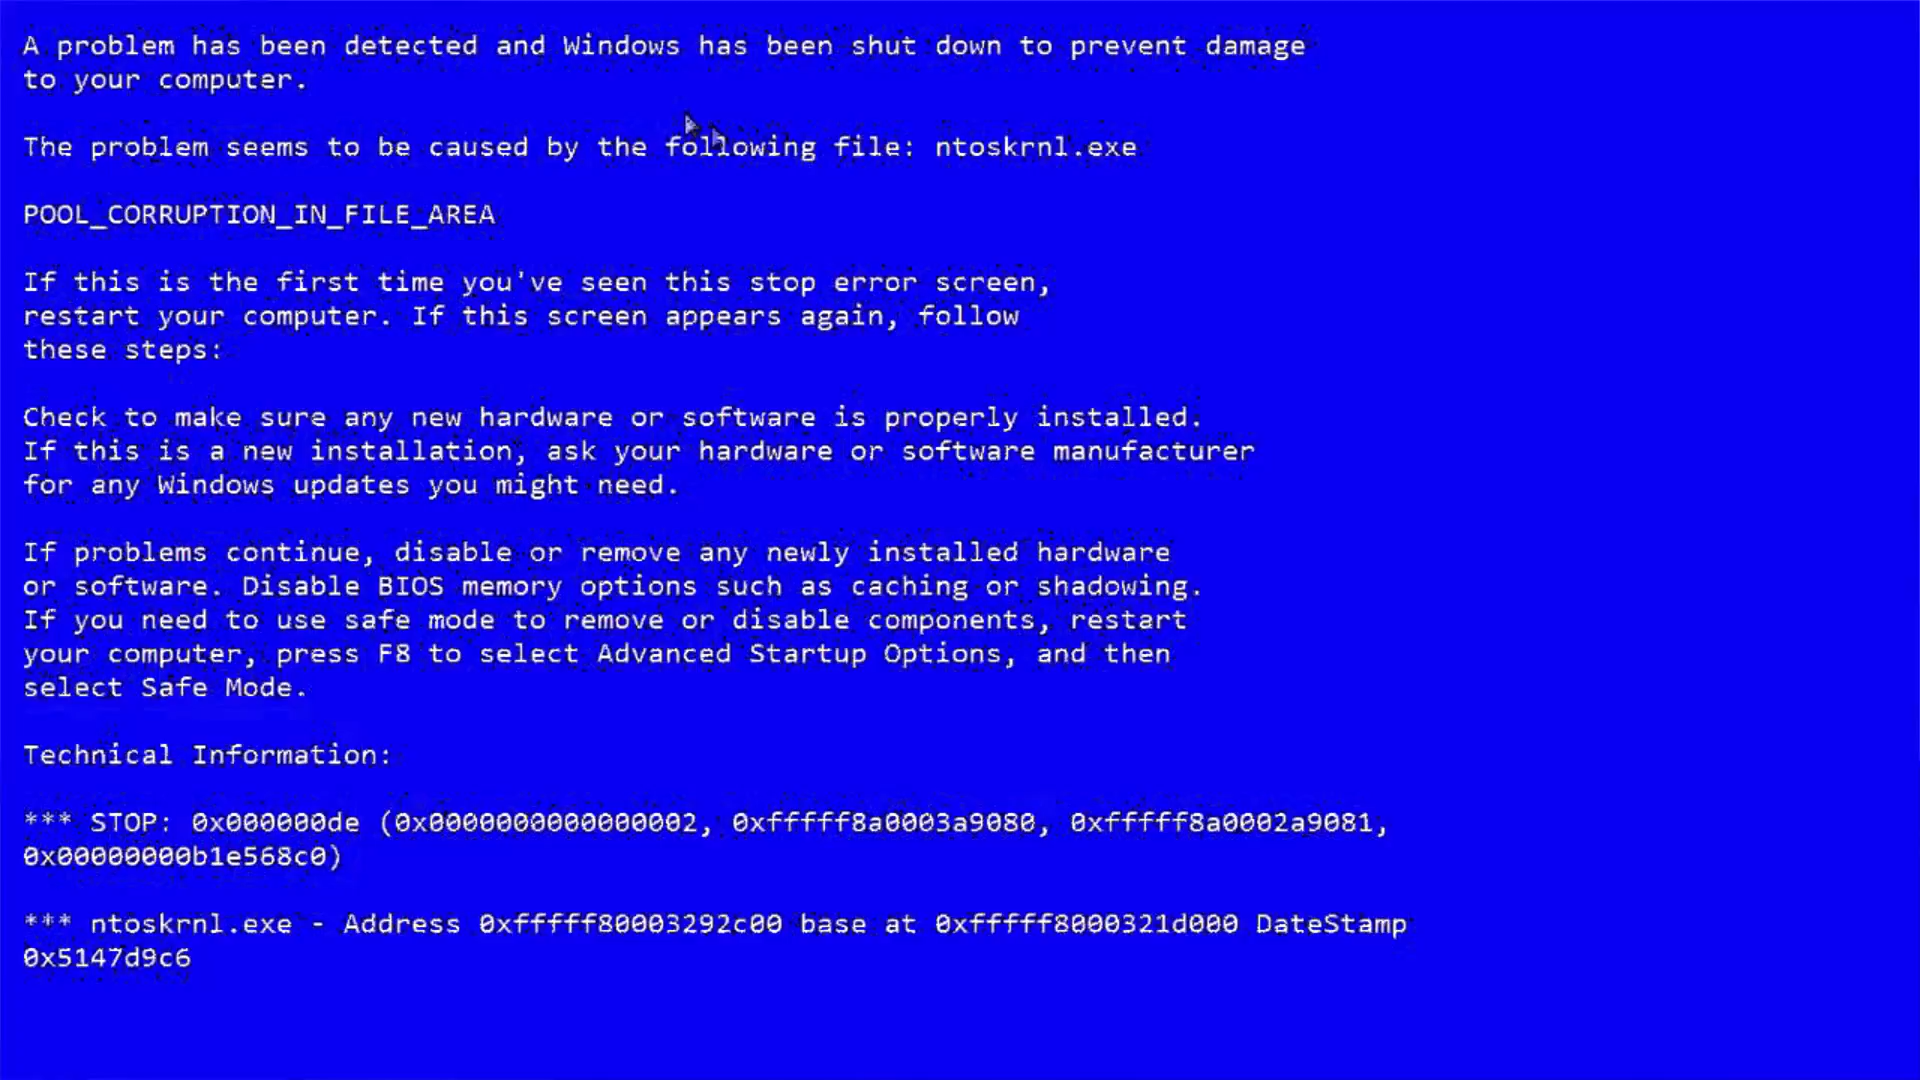 A problem has been detected and Windows has been shut down to prevent damage
to your computer.
The problem seems to be caused by the following file: ntoskrnl.exe
POOL_CORRUPTION_IN_FILE_AREA
If this is the first time you've seen this stop error screen,
restart your computer. If this screen appears again, follow
these steps:
Check to make sure any new hardware or software is properly installed.
If this is a new installation, ask your hardware or software manufacturer
for any Windows updates you might need.
If problems continue, disable or remove any newly installed hardware
or software. Disable BIOS memory options such as caching or shadowing.
If you need to use safe mode to remove or disable components, restart
your computer, press F8 to select Advanced Startup Options, and then
select Safe Mode.
Technical Information:
*** STOP: 0x000000de (0x0000000000000002, 0xfffff8a0003a9080, 0xfffff8a0002a9081,
0x00000000b1e568c0)
*** ntoskrnl.exe - Address 0xfffff80003292c00 base at 0xfffff8000321d000 DateStamp
0x5147d9c6